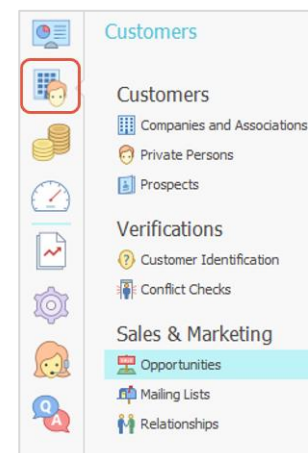 Customers
Customers
Companies and Associations
Private Persons
Prospects
Verifications
Customer Identification
Conflict Checks
Sales & Marketing
Opportunities
Mailing Lists
Relationships
Q
A